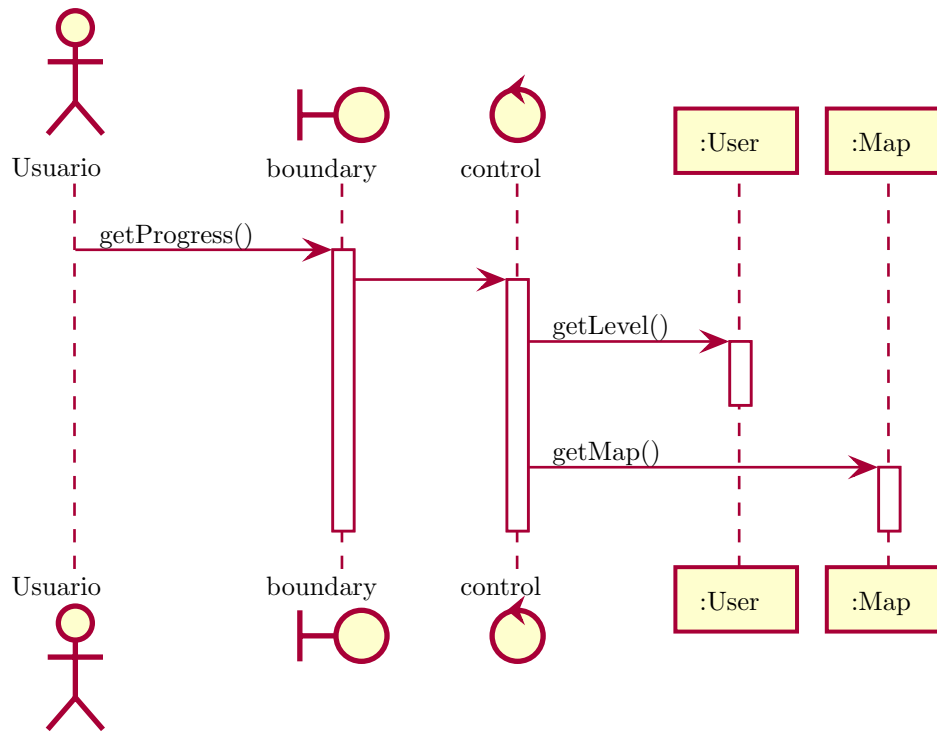 Usuario
boundary
control
:User
:Map
getProgress()
getLevel()
getMap()
Usuario
boundary
control
:User
:Map